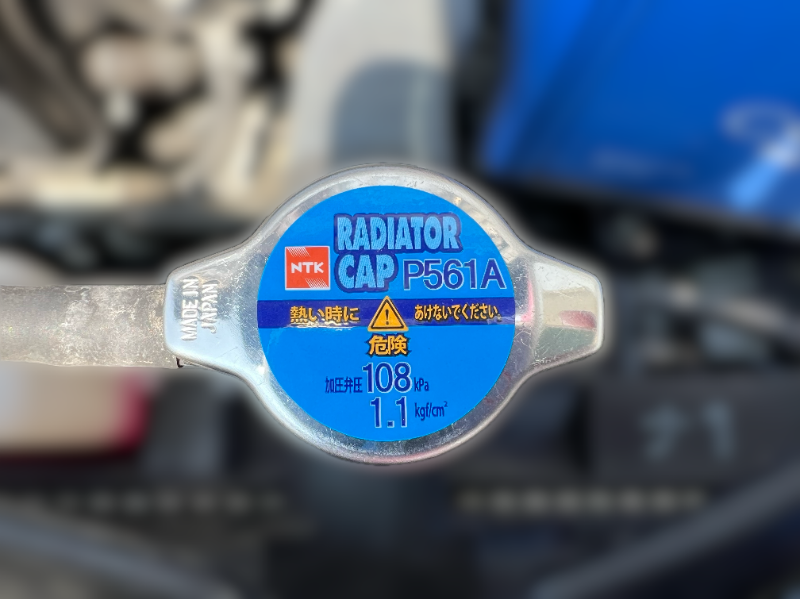 RADIATOR
CAP P561A
NTK
MADE IN
JAPAN
熱い時に あけないでください。
危険
加圧弁圧 108 kPa
1.1 kgf/cm²